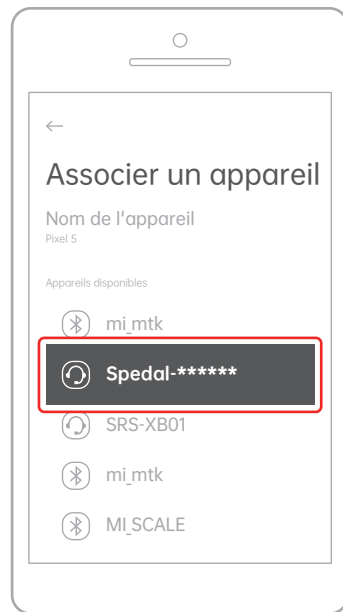 Associer un appareil
Nom de l'appareil
Pixel 5
Appareils disponibles
mi_mtk
Spedal-******
SRS-XB01
mi_mtk
MI_SCALE